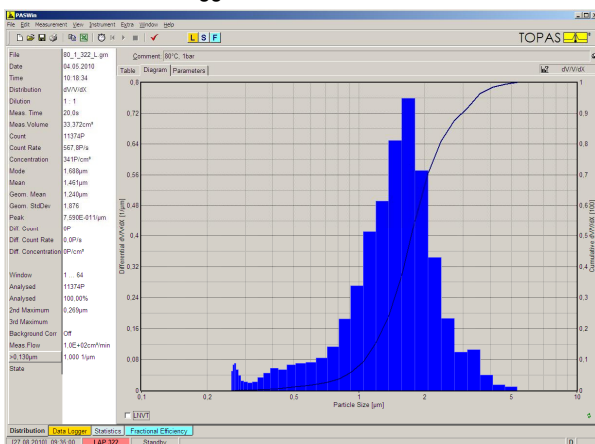 PASWin
File Edit Measurement View Instrument Extra Window Help
L S F
TOPAS
File 80_1_322_L.gm
Date 04.05.2010
Time 10:18:34
Distribution dV/V/dX
Dilution 1 : 1
Meas. Time 20.0s
Meas Volume 33,372cm³
Count 11374P
Count Rate 567,8P/s
Concentration 341P/cm³
Mode 1.688µm
Mean 1.461µm
Geom. Mean 1.240µm
Geom. StdDev 1.876
Peak 7.590E-011/µm
Diff. Count 0P
Diff. Count Rate 0.0P/s
Diff. Concentration 0P/cm³
Window 1 ... 64
Analysed 11374P
Analysed 100.00%
2nd Maximum 0.269µm
3rd Maximum
Background Corr Off
Meas.Flow 1.0E+02cm³/min
>0.130µm 1,000 1/µm
State
Comment 80°C, 1bar
Table Diagram Parameters
dV/V/dX
Differential dV/V/dX [1/µm]
0.8
0.72
0.64
0.56
0.48
0.4
0.32
0.24
0.16
0.08
0
Cumulative dV/V/dX [100]
1
0,9
0,8
0,7
0,6
0,5
0,4
0,3
0,2
0,1
0
0.1 0.2 0.5 1 2 5 10
Particle Size [µm]
LNVT
Distribution Data Logger Statistics Fractional Efficiency
[27.08.2010] 09:36:00 LAP 322 Standby D